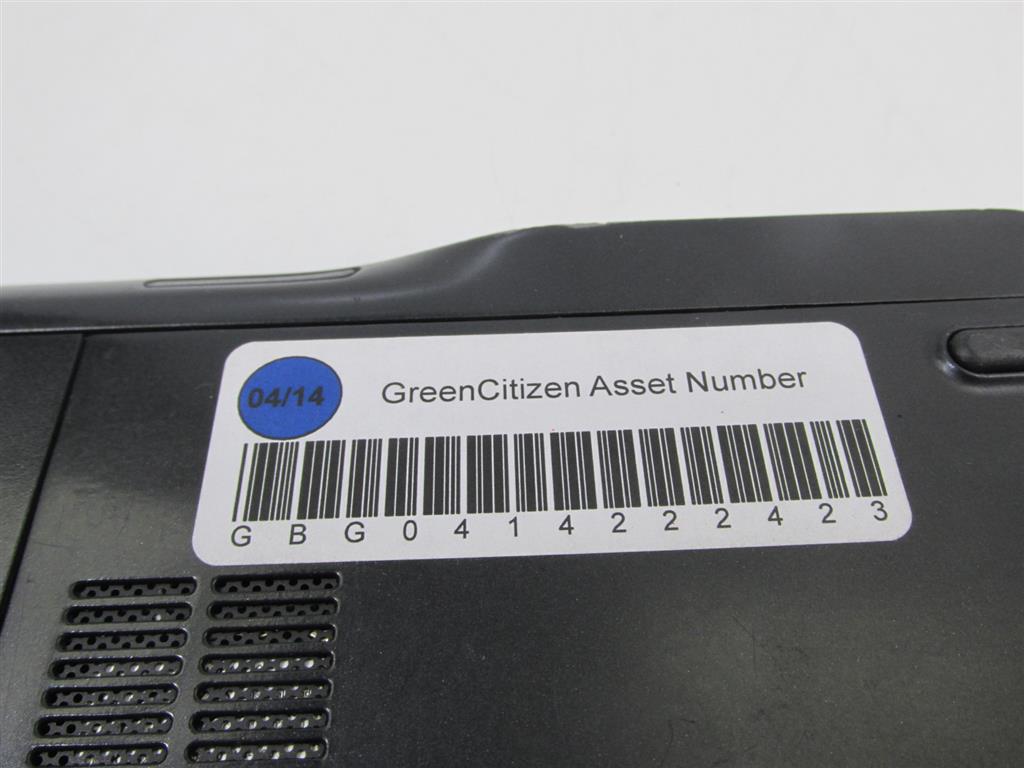 04/14
GreenCitizen Asset Number
G B G 0 4 1 4 2 2 2 4 2 3